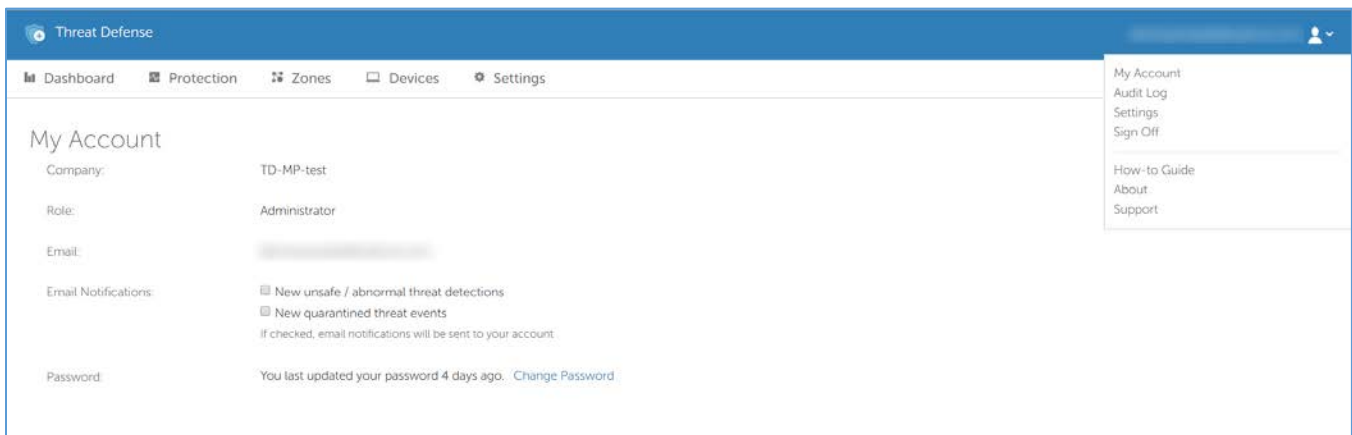 Threat Defense
Dashboard Protection Zones Devices Settings
My Account
Audit Log
Settings
Sign Off
How-to Guide
About
Support
My Account
Company: TD-MP-test
Role: Administrator
Email:
Email Notifications: New unsafe / abnormal threat detections
New quarantined threat events
If checked, email notifications will be sent to your account
Password: You last updated your password 4 days ago. Change Password